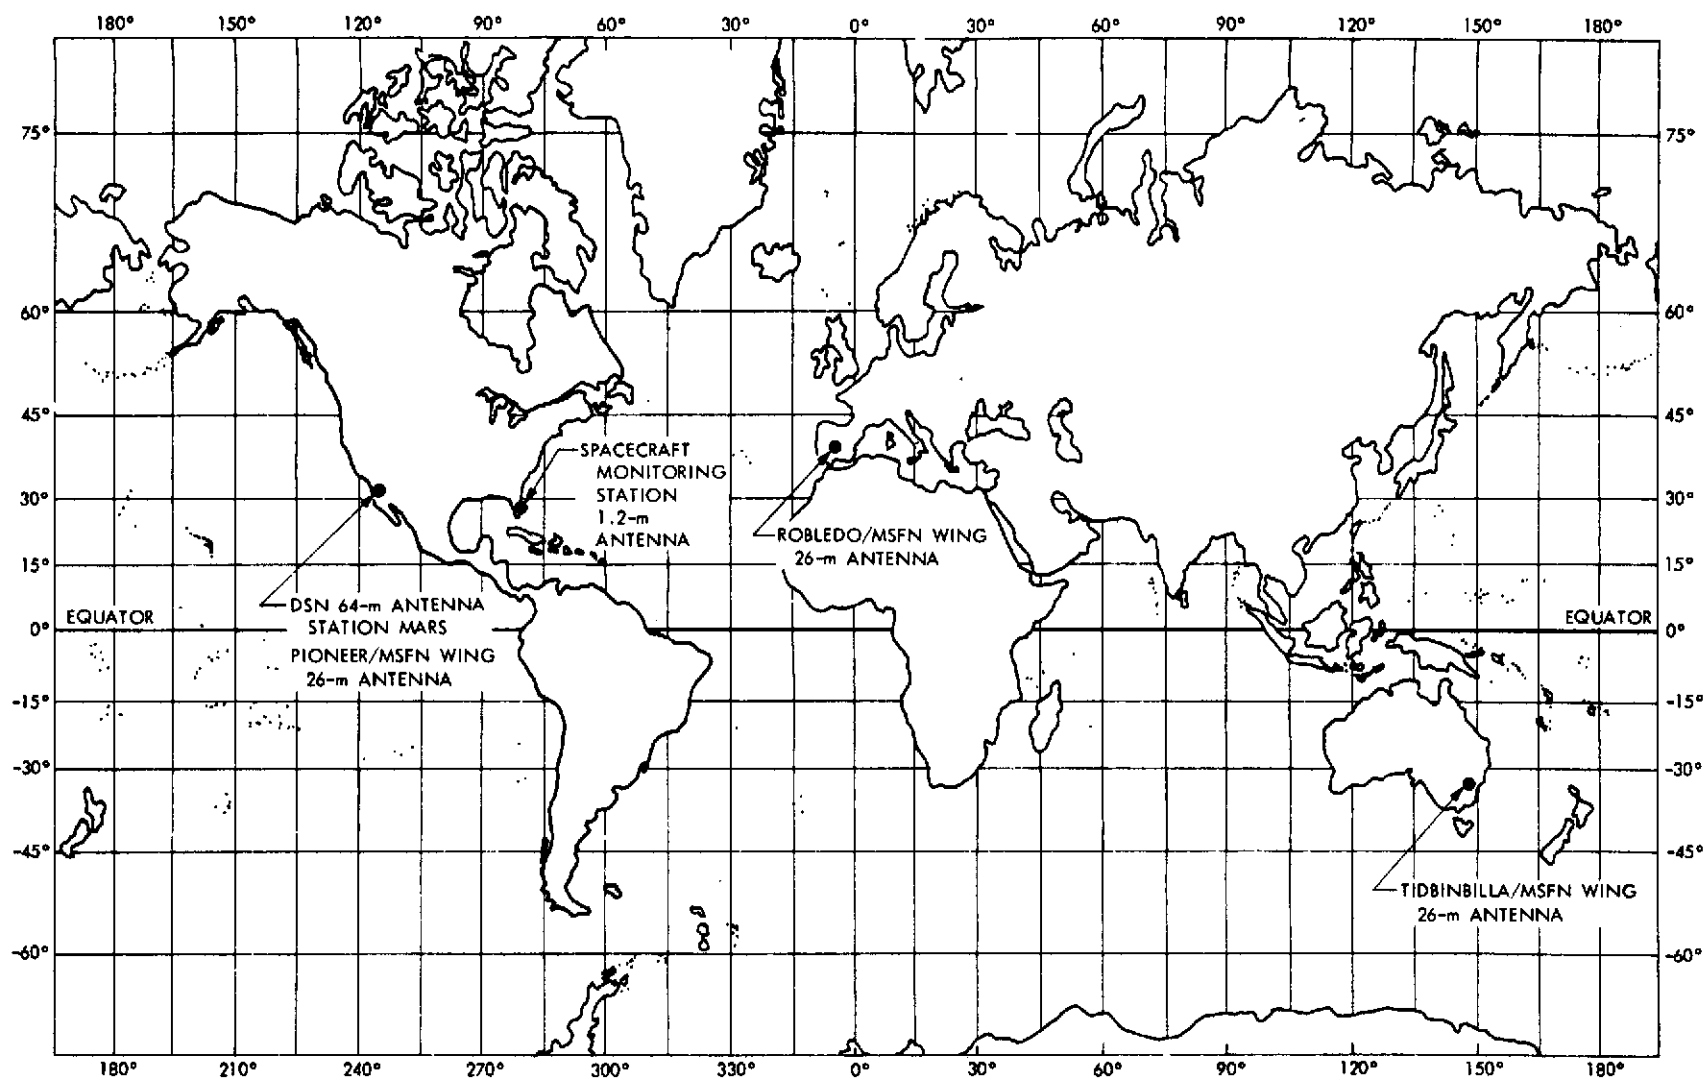 180° 150° 120° 90° 60° 30° 0° 30° 60° 90° 120° 150° 180°
75° 75°
60° 60°
45° 45°
SPACECRAFT
MONITORING
STATION
1.2-m
ANTENNA
30° 30°
ROBLEDO/MSFN WING
26-m ANTENNA
15° 15°
DSN 64-m ANTENNA
STATION MARS
EQUATOR EQUATOR
0° 0°
PIONEER/MSFN WING
26-m ANTENNA
-15° -15°
-30° -30°
-45° -45°
TIDBINBILLA/MSFN WING
26-m ANTENNA
-60° -60°
180° 210° 240° 270° 300° 330° 0° 30° 60° 90° 120° 150° 180°